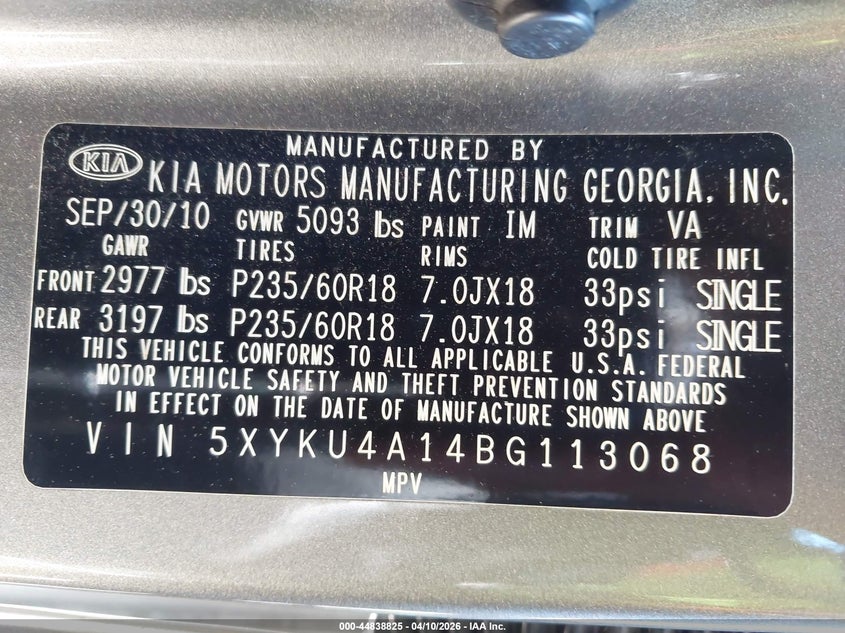 MANUFACTURED BY
KIA KIA MOTORS MANUFACTURING GEORGIA, INC.
SEP/30/10 GVWR 5093 lbs PAINT IM TRIM VA
GAWR TIRES RIMS COLD TIRE INFL
FRONT 2977 lbs P235/60R18 7.0JX18 33psi SINGLE
REAR 3197 lbs P235/60R18 7.0JX18 33psi SINGLE
THIS VEHICLE CONFORMS TO ALL APPLICABLE U.S.A. FEDERAL
MOTOR VEHICLE SAFETY AND THEFT PREVENTION STANDARDS
IN EFFECT ON THE DATE OF MANUFACTURE SHOWN ABOVE
VIN 5XYKU4A14BG113068
MPV
000-44838825 - 04/10/2026 - IAA Inc.